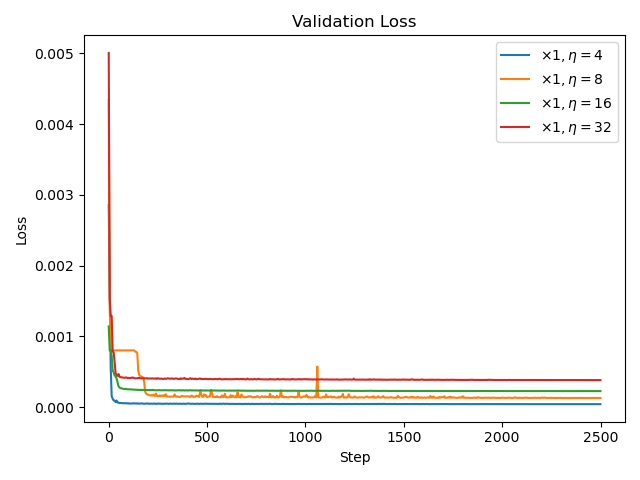 Validation Loss
×1, η = 4
×1, η = 8
×1, η = 16
×1, η = 32
0.005
0.004
0.003
0.002
0.001
0.000
Loss
0 500 1000 1500 2000 2500
Step